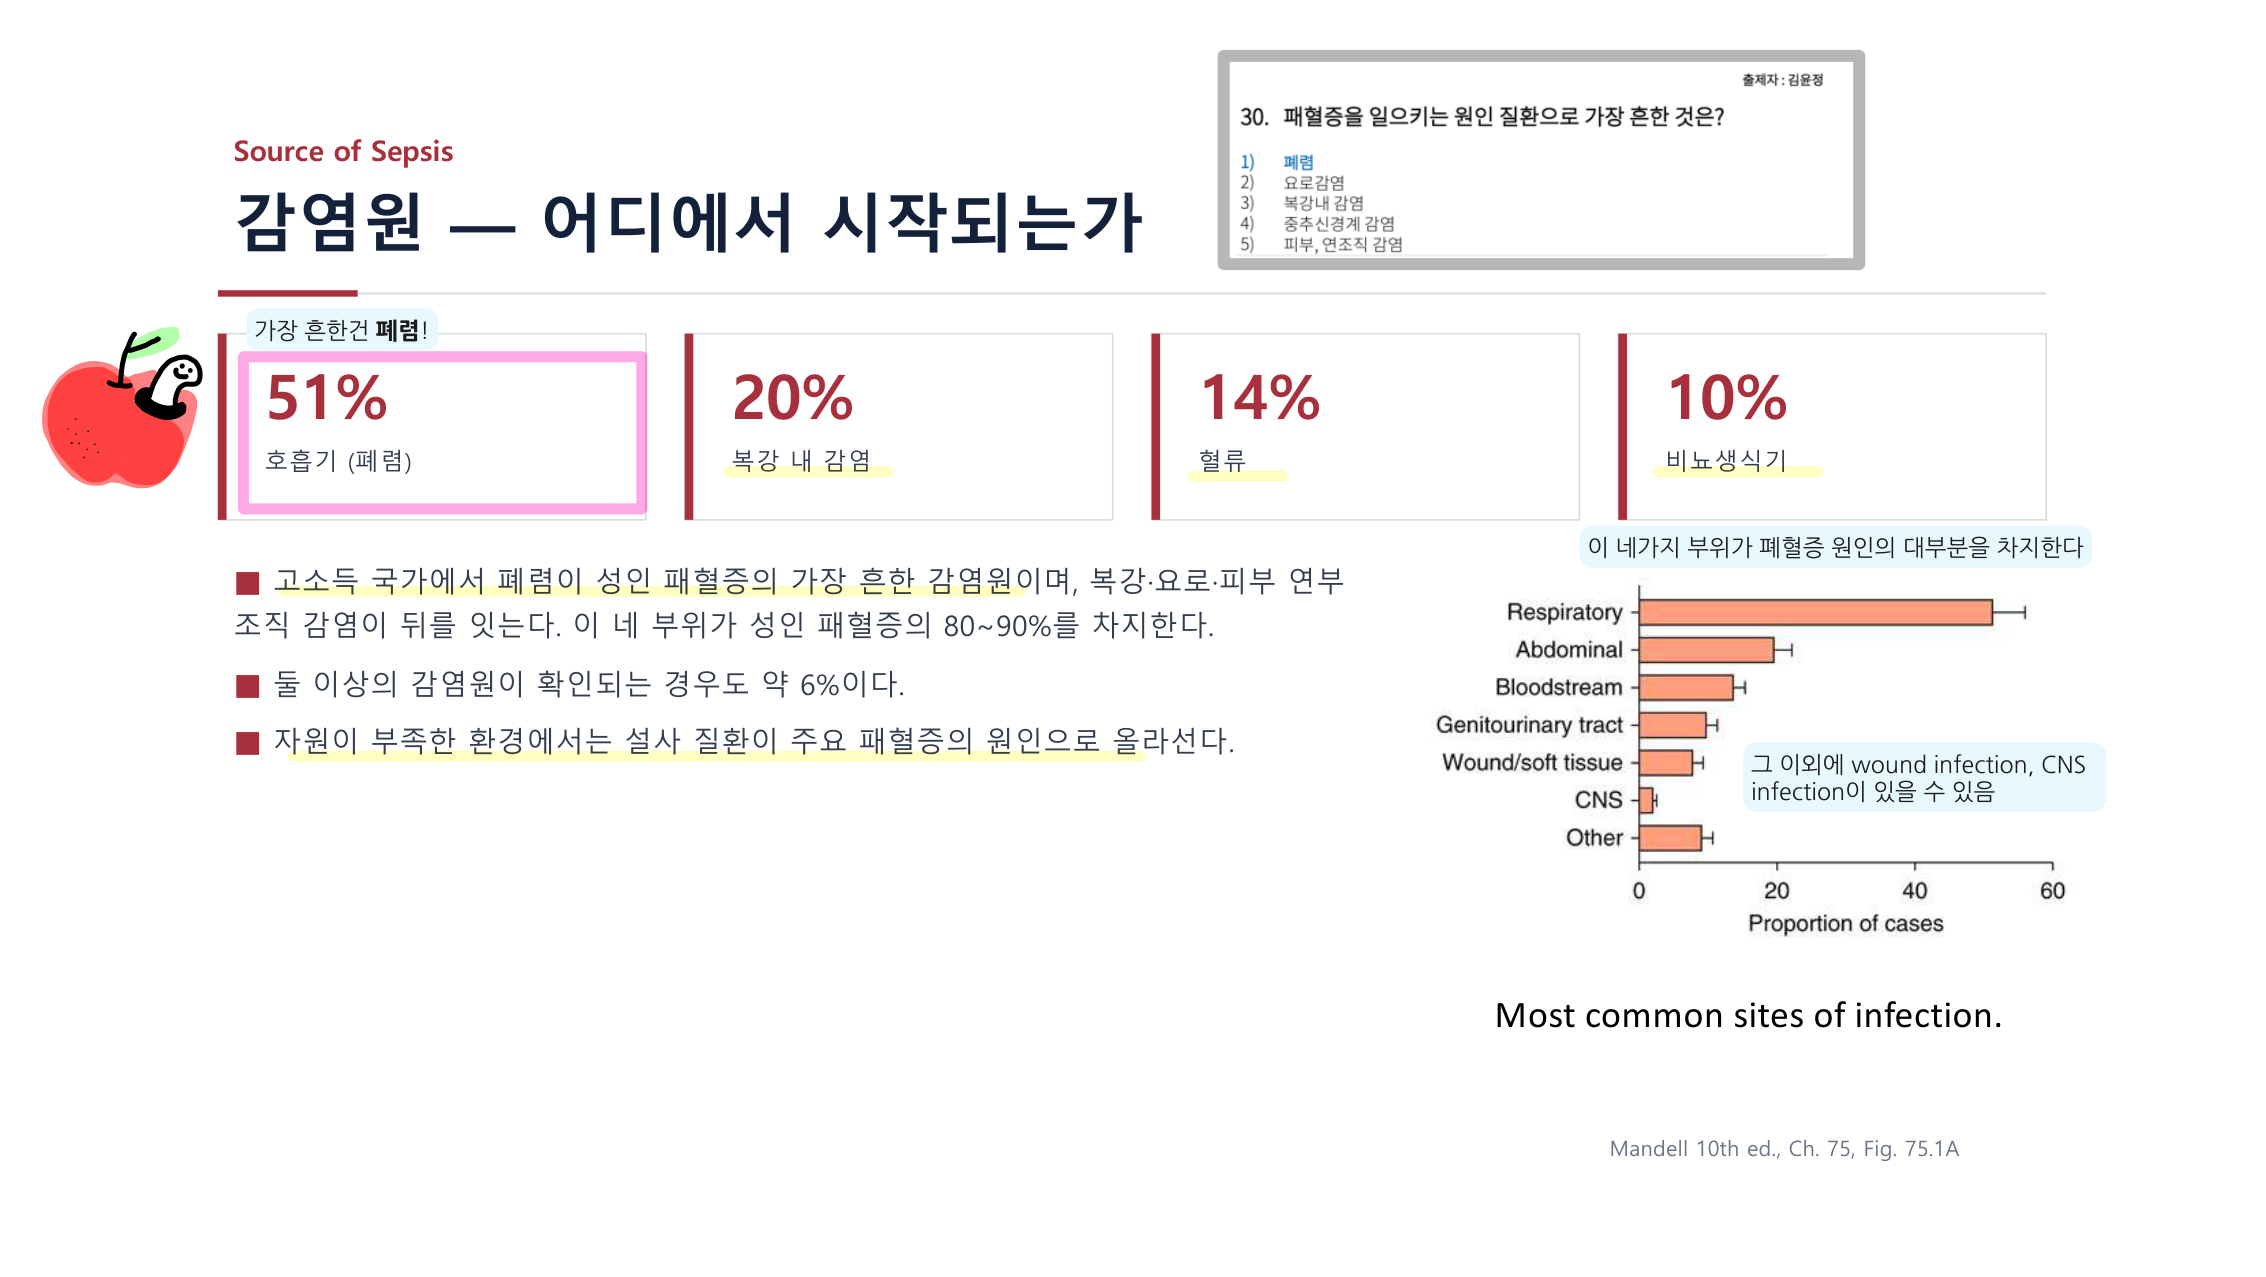 출제자 : 김윤정
30. 패혈증을 일으키는 원인 질환으로 가장 흔한 것은?
1) 폐렴
2) 요로감염
3) 복강내 감염
4) 중추신경계 감염
5) 피부, 연조직 감염
Source of Sepsis
감염원 — 어디에서 시작되는가
가장 흔한건 폐렴!
51%
호흡기 (폐렴)
20%
복강 내 감염
14%
혈류
10%
비뇨생식기
이 네가지 부위가 폐혈증 원인의 대부분을 차지한다
■ 고소득 국가에서 폐렴이 성인 패혈증의 가장 흔한 감염원이며, 복강·요로·피부 연부
조직 감염이 뒤를 잇는다. 이 네 부위가 성인 패혈증의 80~90%를 차지한다.
■ 둘 이상의 감염원이 확인되는 경우도 약 6%이다.
■ 자원이 부족한 환경에서는 설사 질환이 주요 패혈증의 원인으로 올라선다.
Respiratory
Abdominal
Bloodstream
Genitourinary tract
Wound/soft tissue
CNS
Other
그 이외에 wound infection, CNS
infection이 있을 수 있음
0 20 40 60
Proportion of cases
Most common sites of infection.
Mandell 10th ed., Ch. 75, Fig. 75.1A